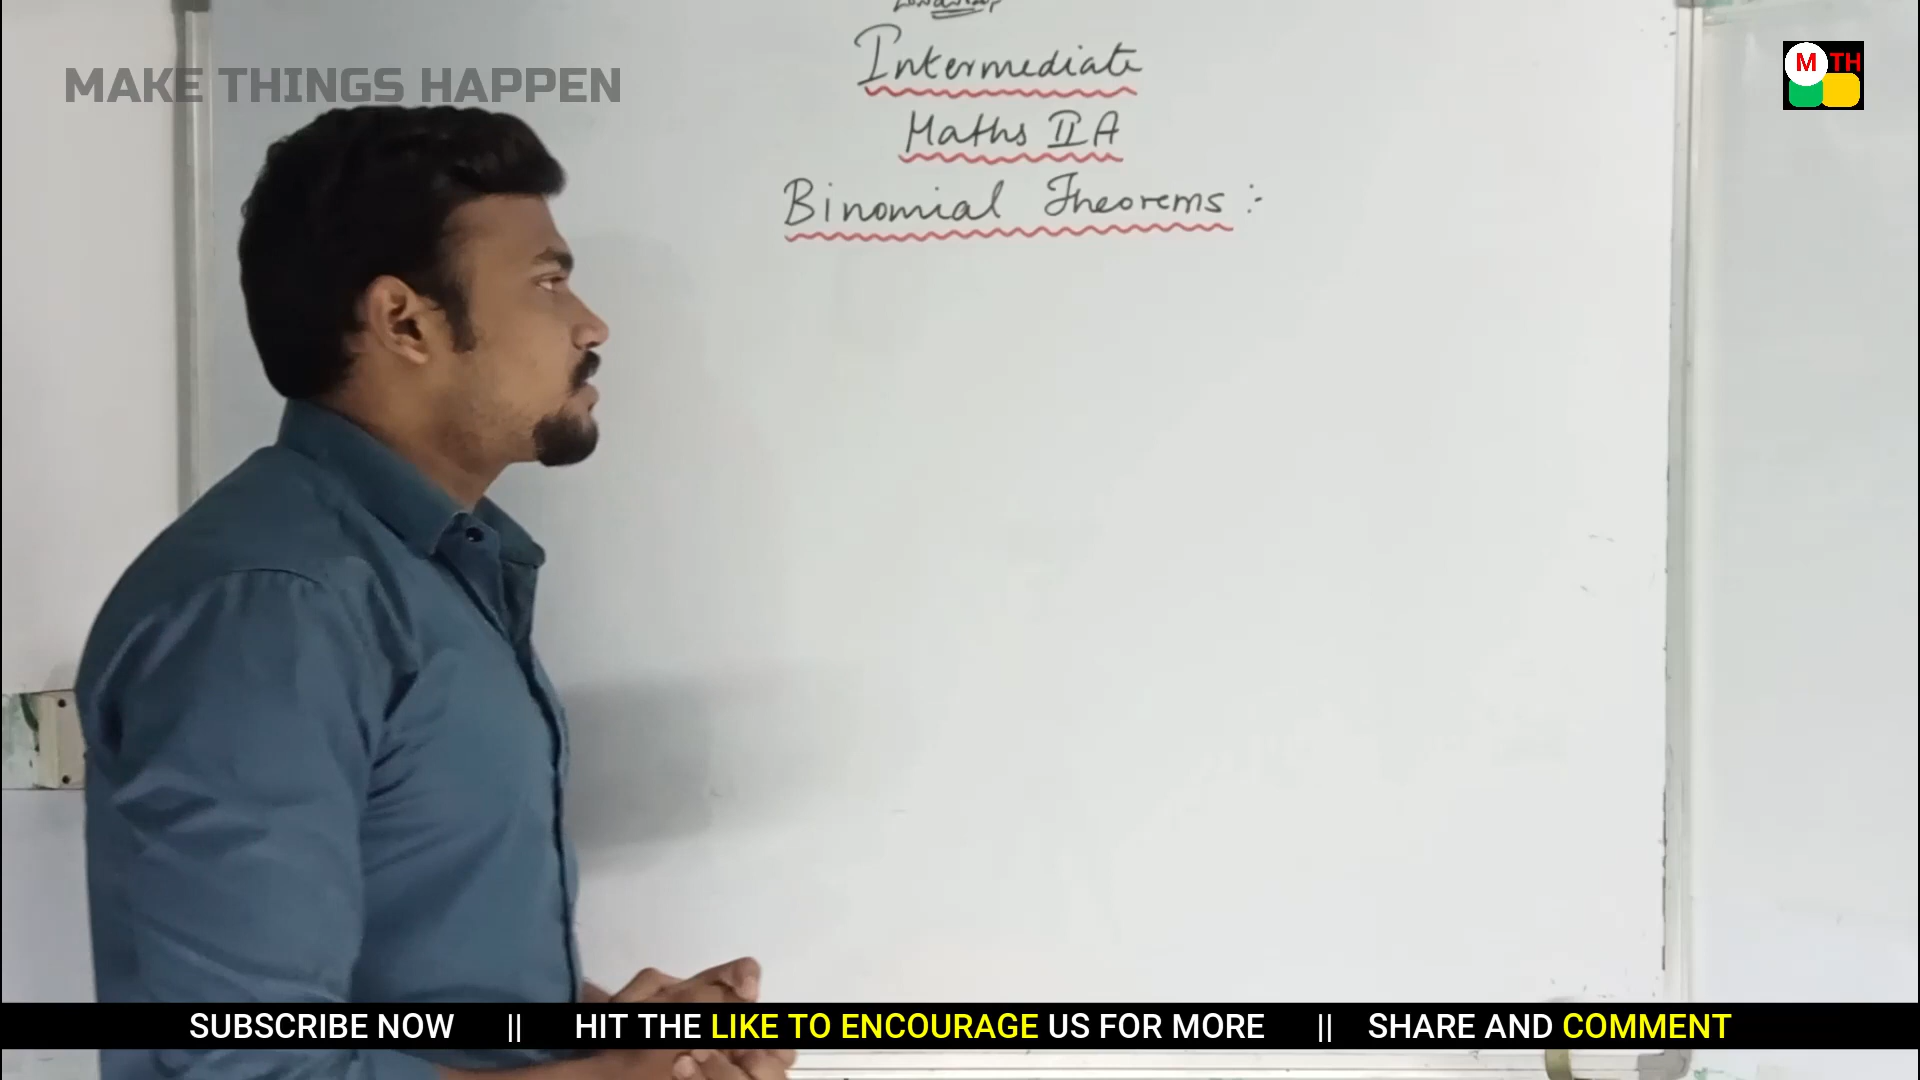 Intermediate
MAKE THINGS HAPPEN
M TH
Maths II A
Binomial Theorems :-
SUBSCRIBE NOW || HIT THE LIKE TO ENCOURAGE US FOR MORE || SHARE AND COMMENT